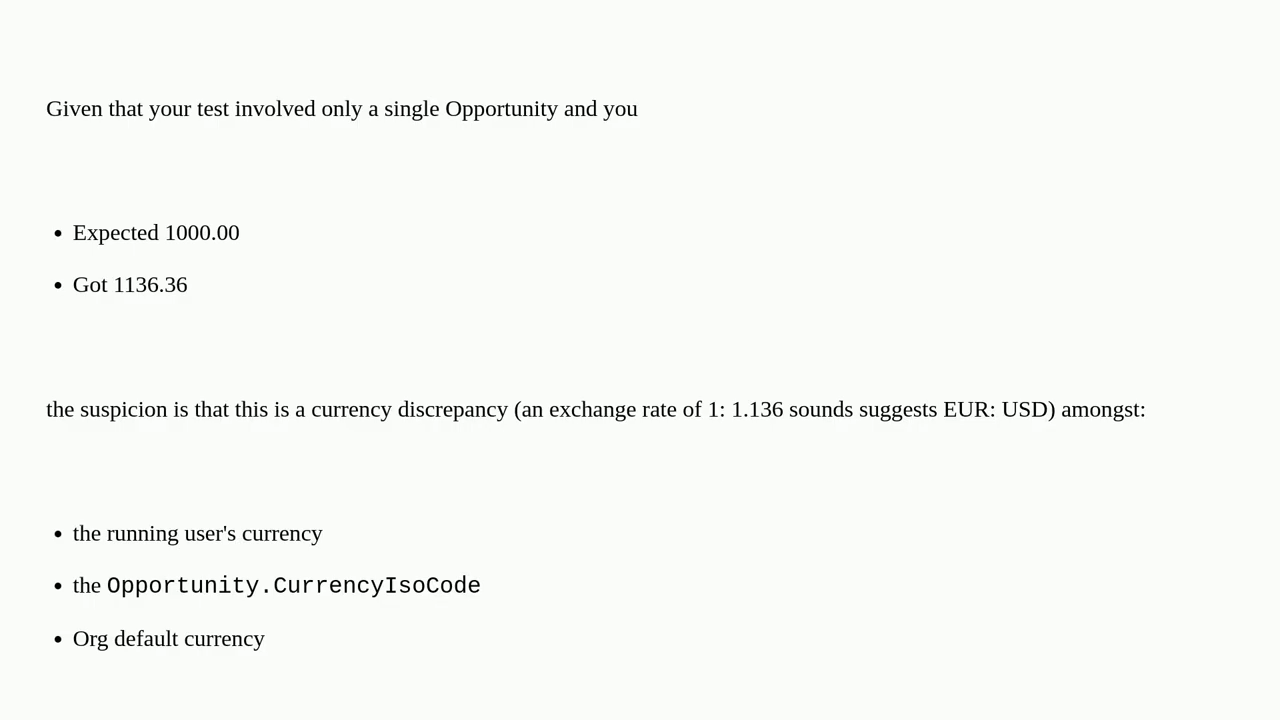 Given that your test involved only a single Opportunity and you
• Expected 1000.00
• Got 1136.36
the suspicion is that this is a currency discrepancy (an exchange rate of 1: 1.136 sounds suggests EUR: USD) amongst:
• the running user's currency
• the Opportunity.CurrencyIsoCode
• Org default currency